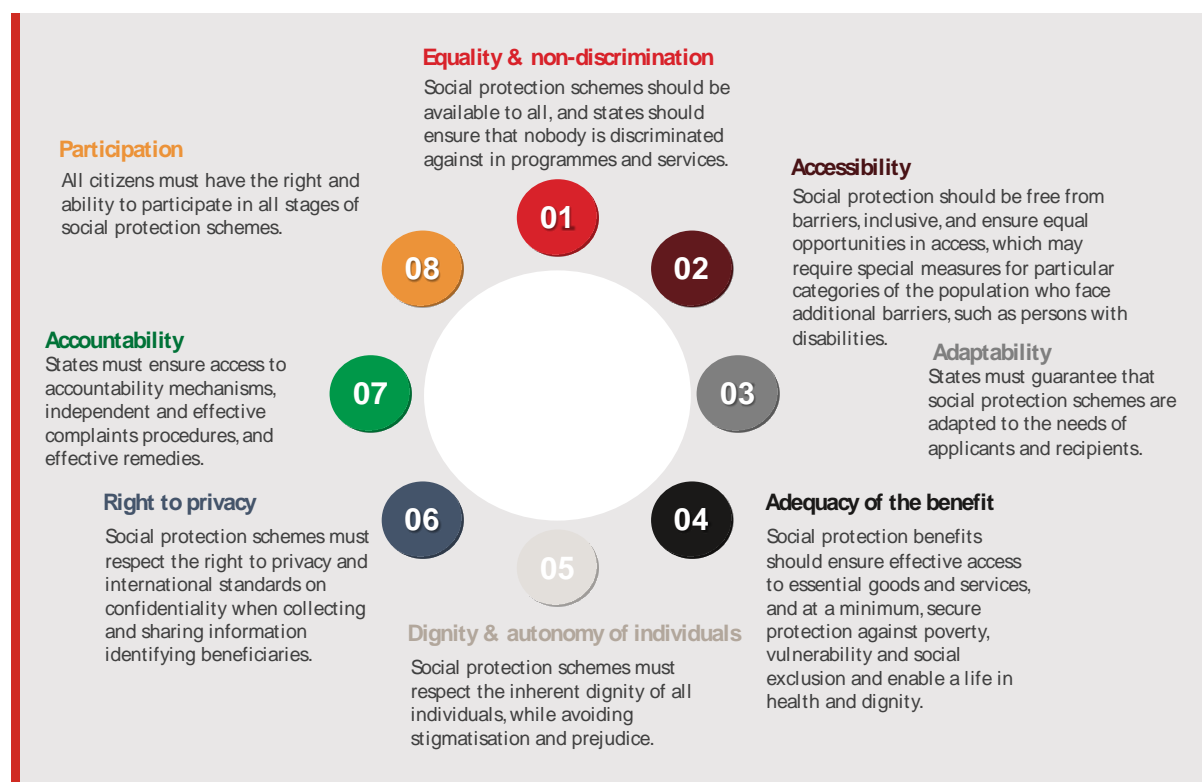 Equality & non-discrimination
Social protection schemes should be
available to all, and states should
ensure that nobody is discriminated
against in programmes and services.
01
Accessibility
Social protection should be free from
barriers, inclusive, and ensure equal
opportunities in access, which may
require special measures for particular
categories of the population who face
additional barriers, such as persons with
disabilities.
02
Adaptability
States must guarantee that
social protection schemes are
adapted to the needs of
applicants and recipients.
03
Adequacy of the benefit
Social protection benefits
should ensure effective access
to essential goods and services,
and at a minimum, secure
protection against poverty,
vulnerability and social
exclusion and enable a life in
health and dignity.
04
05
Dignity & autonomy of individuals
Social protection schemes must
respect the inherent dignity of all
individuals, while avoiding
stigmatisation and prejudice.
06
Right to privacy
Social protection schemes must
respect the right to privacy and
international standards on
confidentiality when collecting
and sharing information
identifying beneficiaries.
07
Accountability
States must ensure access to
accountability mechanisms,
independent and effective
complaints procedures, and
effective remedies.
08
Participation
All citizens must have the right and
ability to participate in all stages of
social protection schemes.